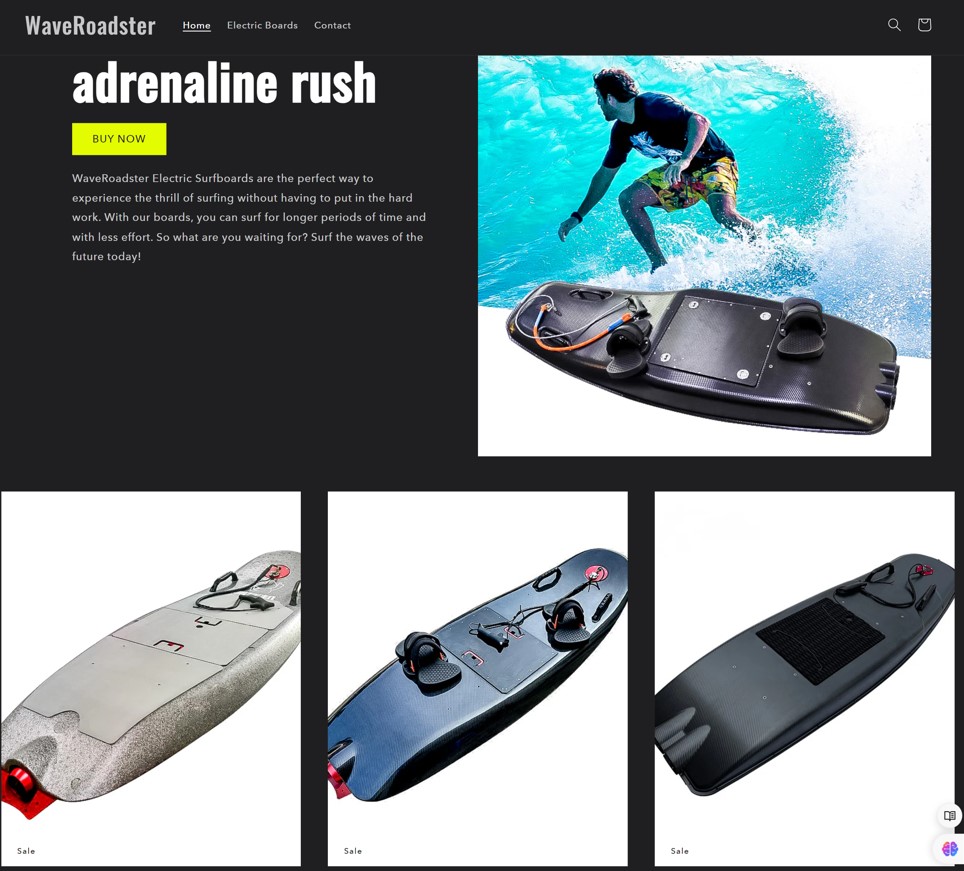 WaveRoadster
Home
Electric Boards
Contact
adrenaline rush
BUY NOW
WaveRoadster Electric Surfboards are the perfect way to
experience the thrill of surfing without having to put in the hard
work. With our boards, you can surf for longer periods of time and
with less effort. So what are you waiting for? Surf the waves of the
future today!
Sale
Sale
Sale